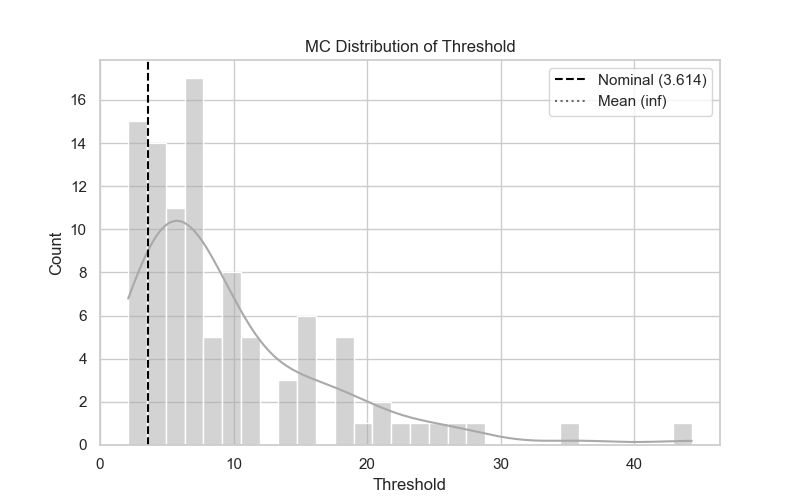 MC Distribution of Threshold
Nominal (3.614)
Mean (inf)
Count
16
14
12
10
8
6
4
2
0
0 10 20 30 40
Threshold